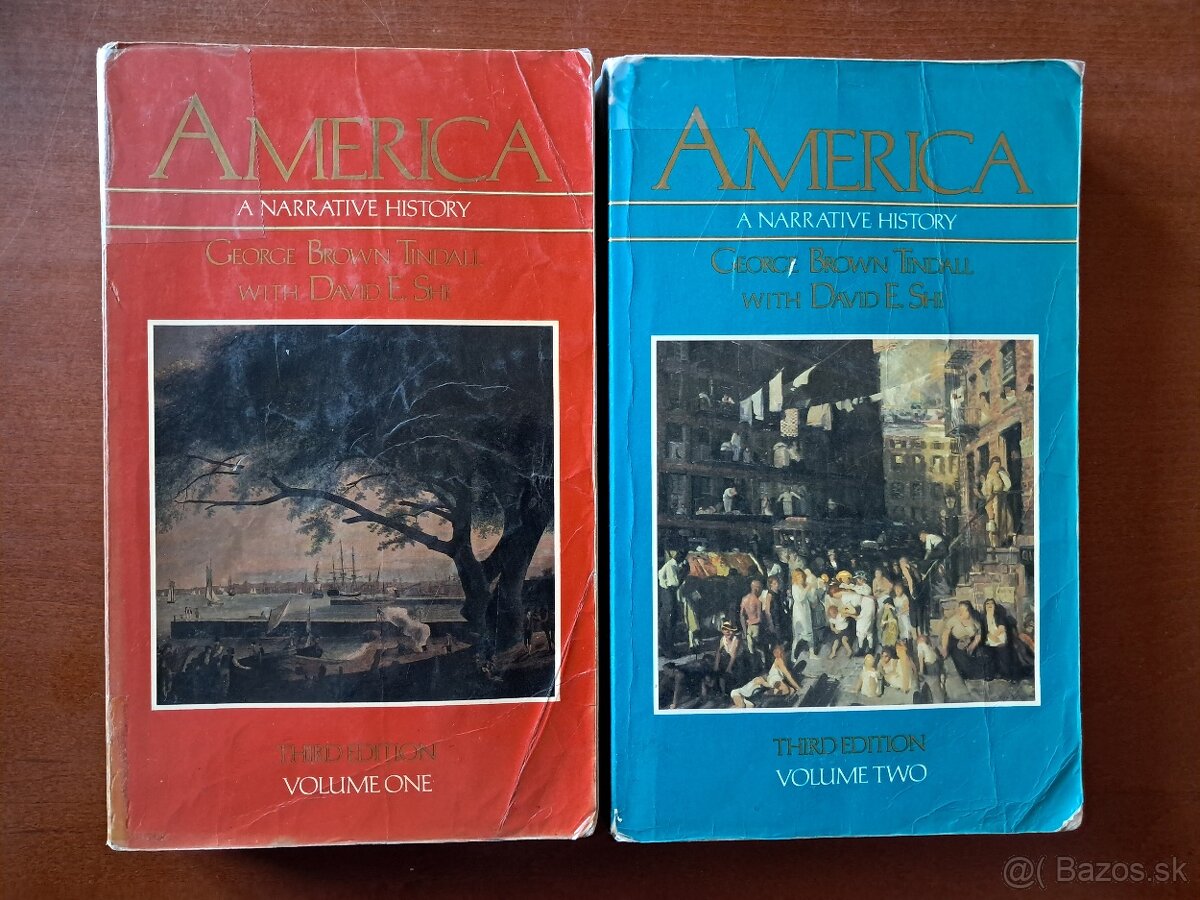 AMERICA
A NARRATIVE HISTORY
GEORGE BROWN TINDALL
WITH DAVID E. SHI
THIRD EDITION
VOLUME ONE
AMERICA
A NARRATIVE HISTORY
GEORGE BROWN TINDALL
WITH DAVID E. SHI
THIRD EDITION
VOLUME TWO
@( Bazos.sk